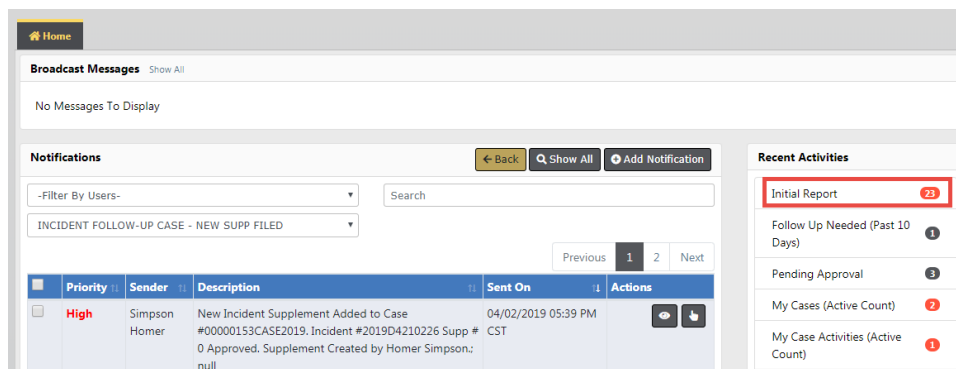 Home
Broadcast Messages Show All
No Messages To Display
Notifications
Back
Show All
Add Notification
-Filter By Users-
Search
INCIDENT FOLLOW-UP CASE - NEW SUPP FILED
Previous 1 2 Next
Priority Sender Description Sent On Actions
High
Simpson
Homer
New Incident Supplement Added to Case
#00000153CASE2019. Incident #2019D4210226 Supp #
0 Approved. Supplement Created by Homer Simpson.;
null
04/02/2019 05:39 PM
CST
Recent Activities
Initial Report 23
Follow Up Needed (Past 10
Days) 1
Pending Approval 3
My Cases (Active Count) 2
My Case Activities (Active
Count) 1